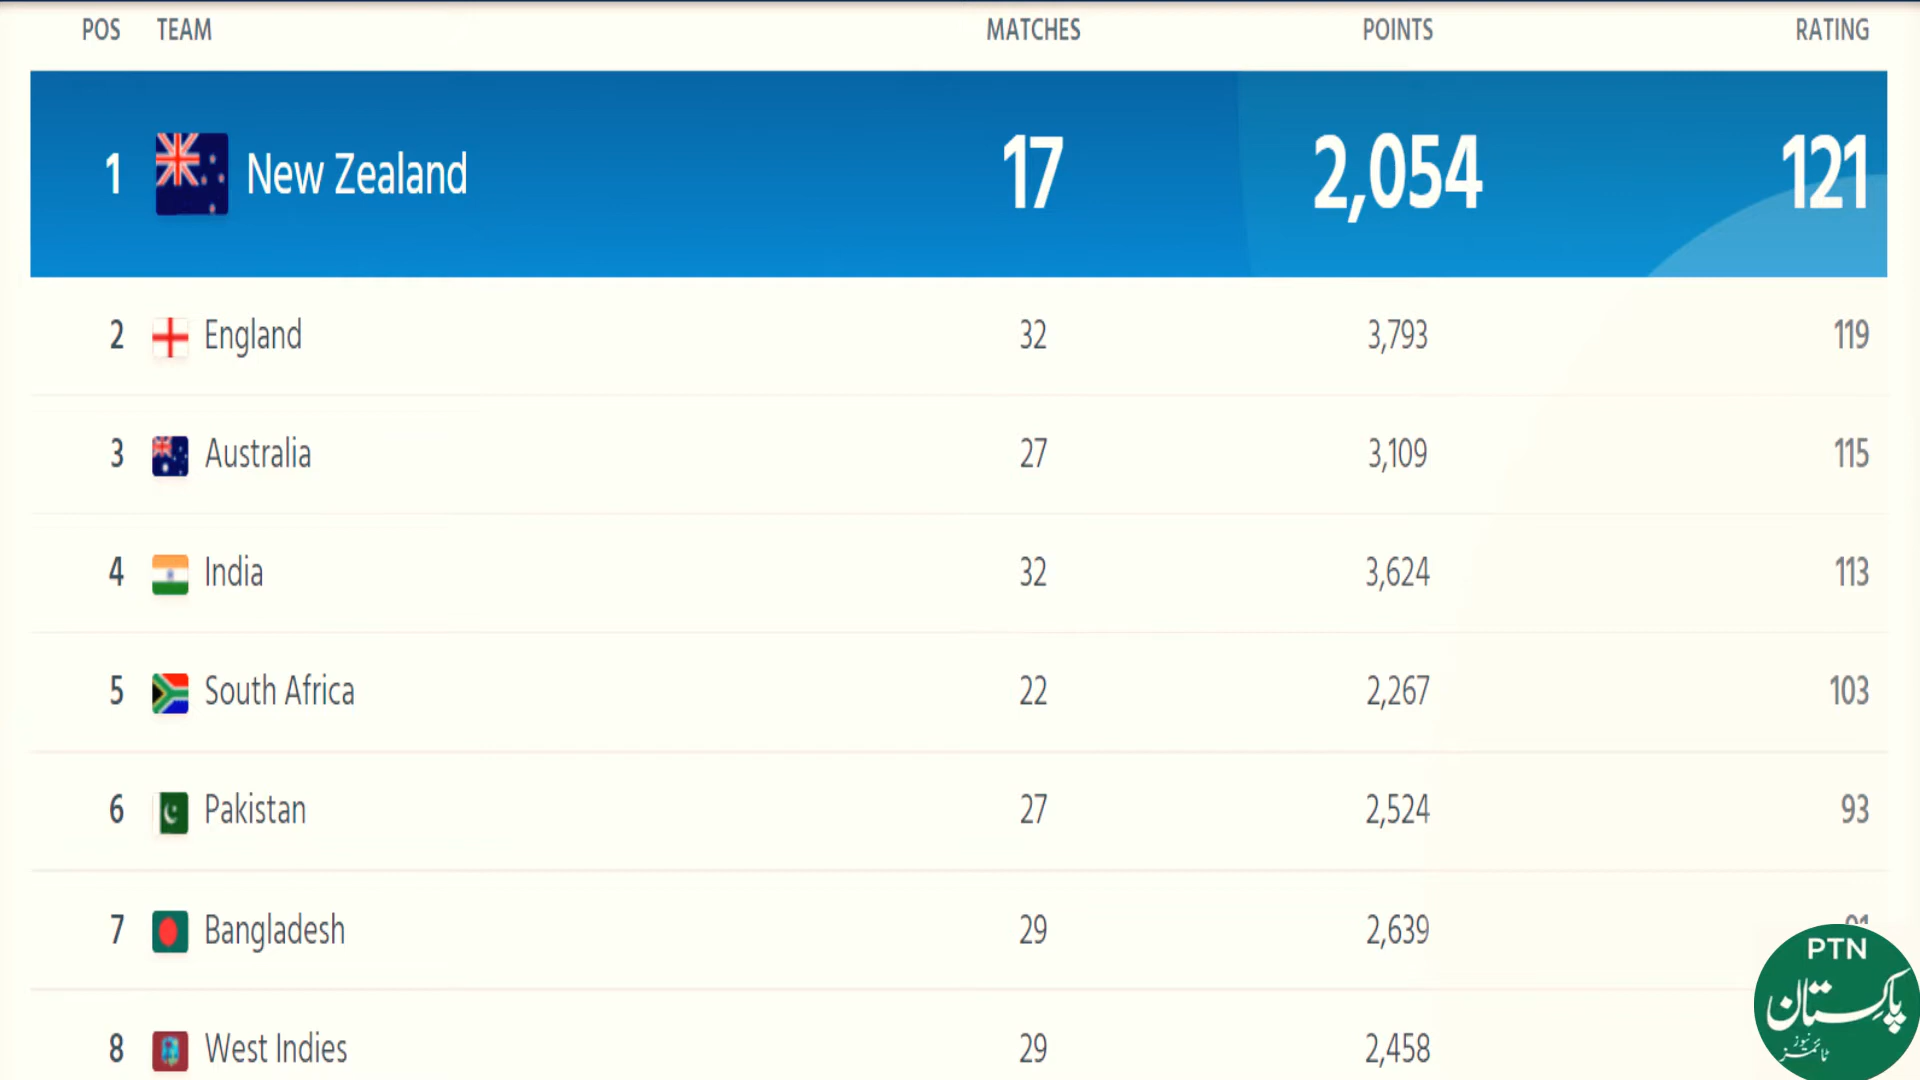 POS TEAM MATCHES POINTS RATING
1 New Zealand 17 2,054 121
2 England 32 3,793 119
3 Australia 27 3,109 115
4 India 32 3,624 113
5 South Africa 22 2,267 103
6 Pakistan 27 2,524 93
7 Bangladesh 29 2,639
8 West Indies 29 2,458
PTN
پاکستان
نیوز
ٹائمز